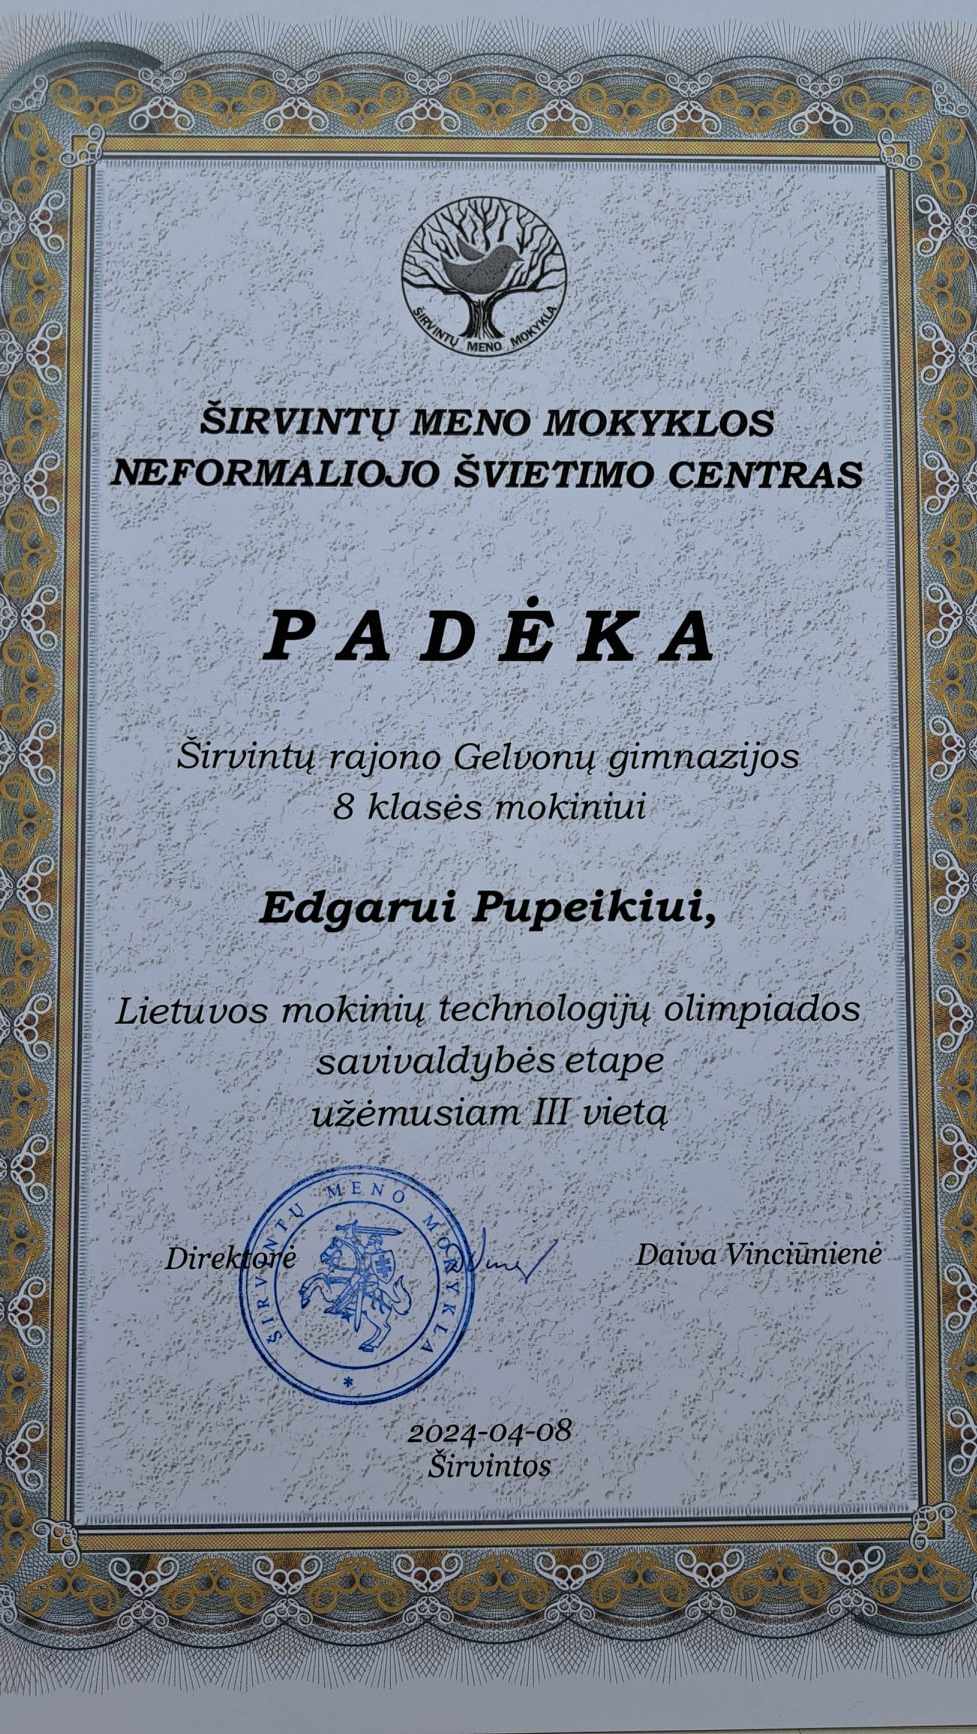 ŠIRVINTŲ MENO MOKYKLA
ŠIRVINTŲ MENO MOKYKLOS
NEFORMALIOJO ŠVIETIMO CENTRAS
PADĖKA
Širvintų rajono Gelvonų gimnazijos
8 klasės mokiniui
Edgarui Pupeikiui,
Lietuvos mokinių technologijų olimpiados
savivaldybės etape
užėmusiam III vietą
ŠIRVINTŲ MENO MOKYKLA *
Direktorė
Daiva Vinciūnienė
2024-04-08
Širvintos